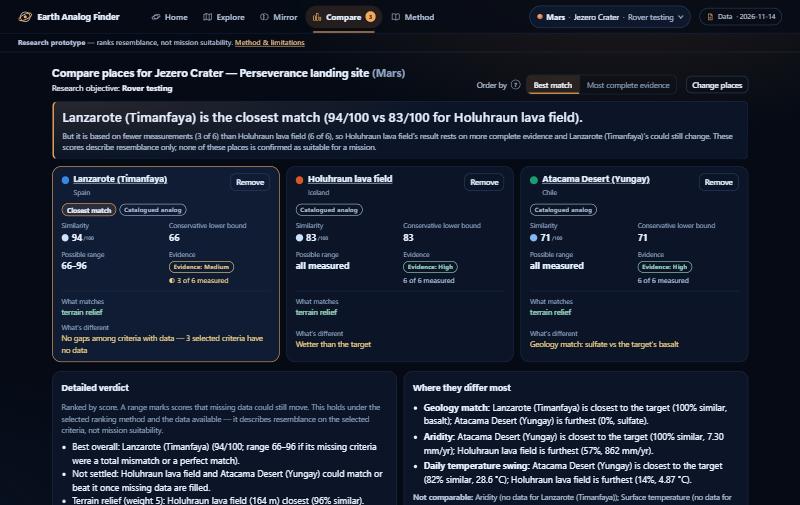 Earth Analog Finder
Home
Explore
Mirror
Compare 3
Method
Mars · Jezero Crater · Rover testing
Data · 2026-11-14
Research prototype — ranks resemblance, not mission suitability. Method & limitations
Compare places for Jezero Crater — Perseverance landing site (Mars)
Research objective: Rover testing
Order by ?
Best match
Most complete evidence
Change places
Lanzarote (Timanfaya) is the closest match (94/100 vs 83/100 for Holuhraun lava field).
But it is based on fewer measurements (3 of 6) than Holuhraun lava field (6 of 6), so Holuhraun lava field's result rests on more complete evidence and Lanzarote (Timanfaya)'s could still change. These
scores describe resemblance only; none of these places is confirmed as suitable for a mission.
Lanzarote (Timanfaya)
Spain
Remove
Closest match
Catalogued analog
Similarity
94 /100
Conservative lower bound
66
Possible range
66–96
Evidence
Evidence: Medium
3 of 6 measured
What matches
terrain relief
What's different
No gaps among criteria with data — 3 selected criteria have
no data
Holuhraun lava field
Iceland
Remove
Catalogued analog
Similarity
83 /100
Conservative lower bound
83
Possible range
all measured
Evidence
Evidence: High
6 of 6 measured
What matches
terrain relief
What's different
Wetter than the target
Atacama Desert (Yungay)
Chile
Remove
Catalogued analog
Similarity
71 /100
Conservative lower bound
71
Possible range
all measured
Evidence
Evidence: High
6 of 6 measured
What matches
terrain relief
What's different
Geology match: sulfate vs the target's basalt
Detailed verdict
Ranked by score. A range marks scores that missing data could still move. This holds under the
selected ranking method and the data available — it describes resemblance on the selected
criteria, not mission suitability.
• Best overall: Lanzarote (Timanfaya) (94/100; range 66–96 if its missing criteria
were a total mismatch or a perfect match).
• Not settled: Holuhraun lava field and Atacama Desert (Yungay) could match or
beat it once missing data are filled.
• Terrain relief (weight 5): Holuhraun lava field (164 m) closest (96% similar).
Where they differ most
• Geology match: Lanzarote (Timanfaya) is closest to the target (100% similar,
basalt); Atacama Desert (Yungay) is furthest (0%, sulfate).
• Aridity: Atacama Desert (Yungay) is closest to the target (100% similar, 7.30
mm/yr); Holuhraun lava field is furthest (57%, 862 mm/yr).
• Daily temperature swing: Atacama Desert (Yungay) is closest to the target
(82% similar, 28.6 °C); Holuhraun lava field is furthest (14%, 4.87 °C).
Not comparable: Aridity (no data for Lanzarote (Timanfaya)); Surface temperature (no data for